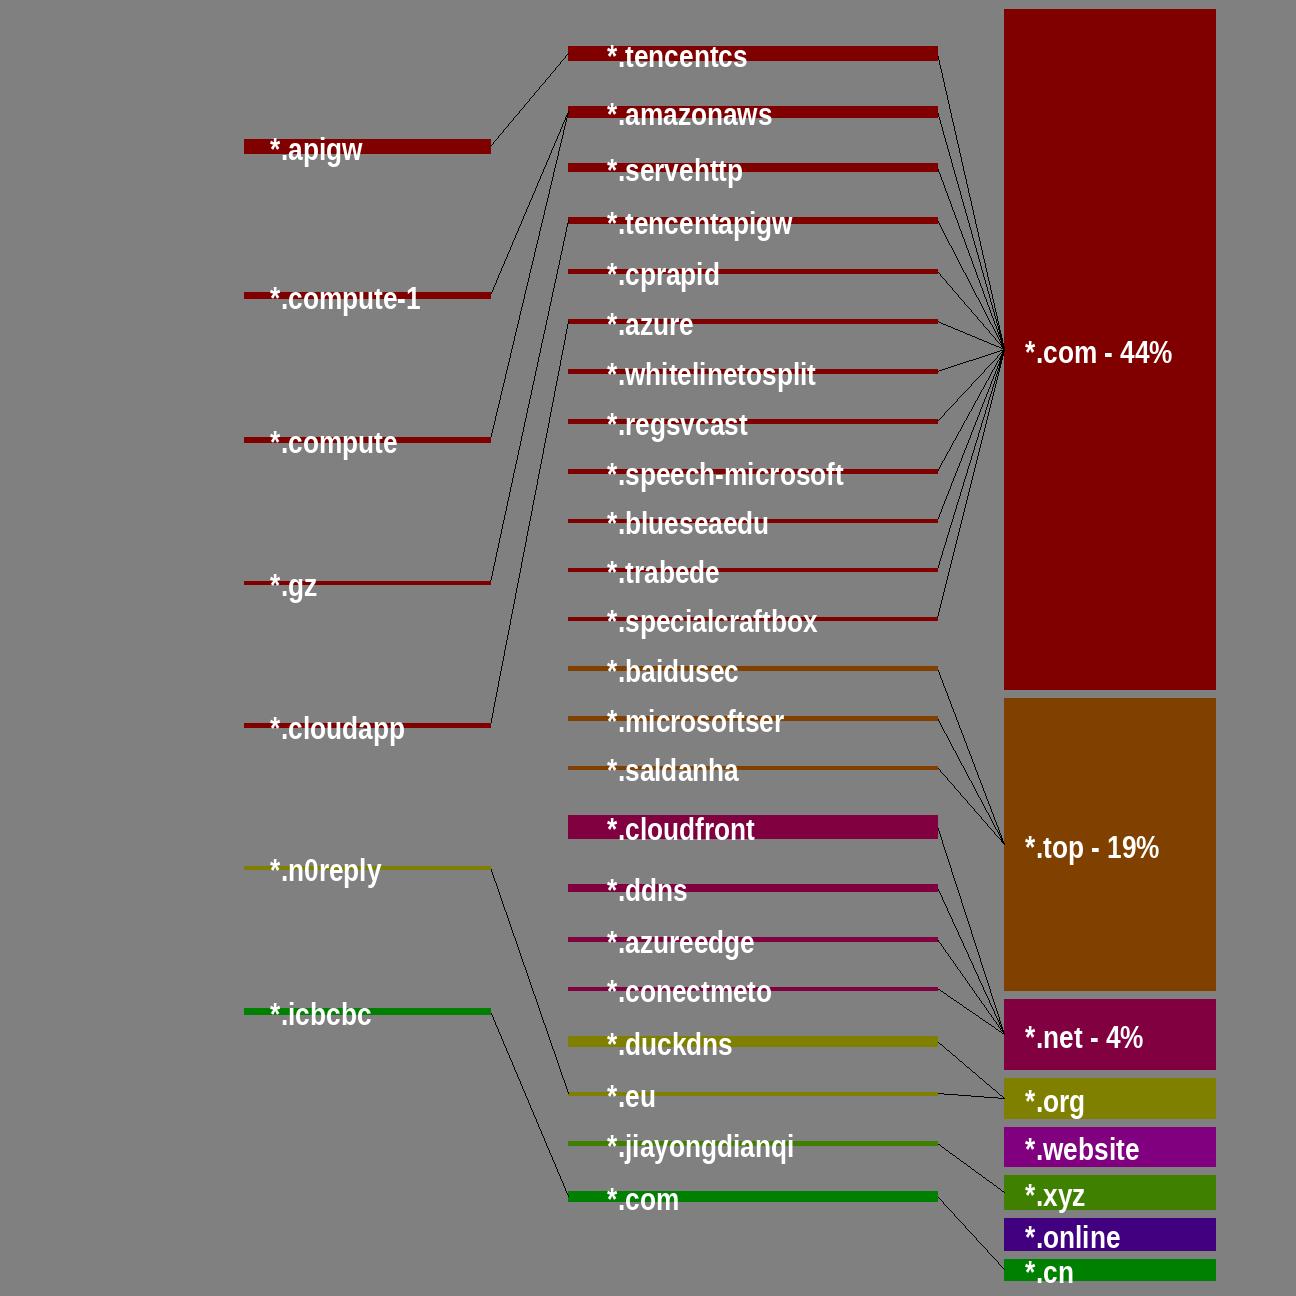 *.apigw
*.compute-1
*.compute
*.gz
*.cloudapp
*.n0reply
*.icbcbc
*.tencentcs
*.amazonaws
*.servehttp
*.tencentapigw
*.cprapid
*.azure
*.whitelinetosplit
*.regsvcast
*.speech-microsoft
*.blueseaedu
*.trabede
*.specialcraftbox
*.baidusec
*.microsoftser
*.saldanha
*.cloudfront
*.ddns
*.azureedge
*.conectmeto
*.duckdns
*.eu
*.jiayongdianqi
*.com
*.com - 44%
*.top - 19%
*.net - 4%
*.org
*.website
*.xyz
*.online
*.cn